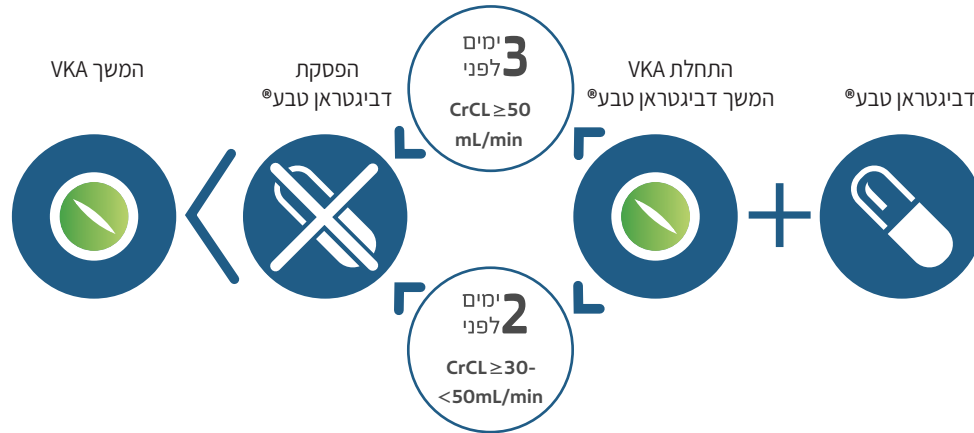 דביגטראן טבע®
התחלת VKA
המשך דביגטראן טבע®
3 ימים
לפני
CrCL≥50
mL/min
2 ימים
לפני
CrCL≥30-
<50mL/min
הפסקת
דביגטראן טבע®
המשך VKA